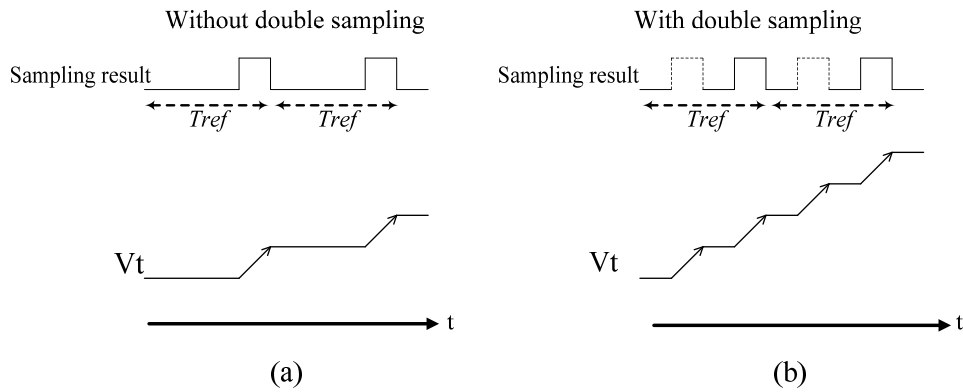 Without double sampling
Sampling result
Tref
Tref
Vt
t
(a)
With double sampling
Sampling result
Tref
Tref
Vt
t
(b)